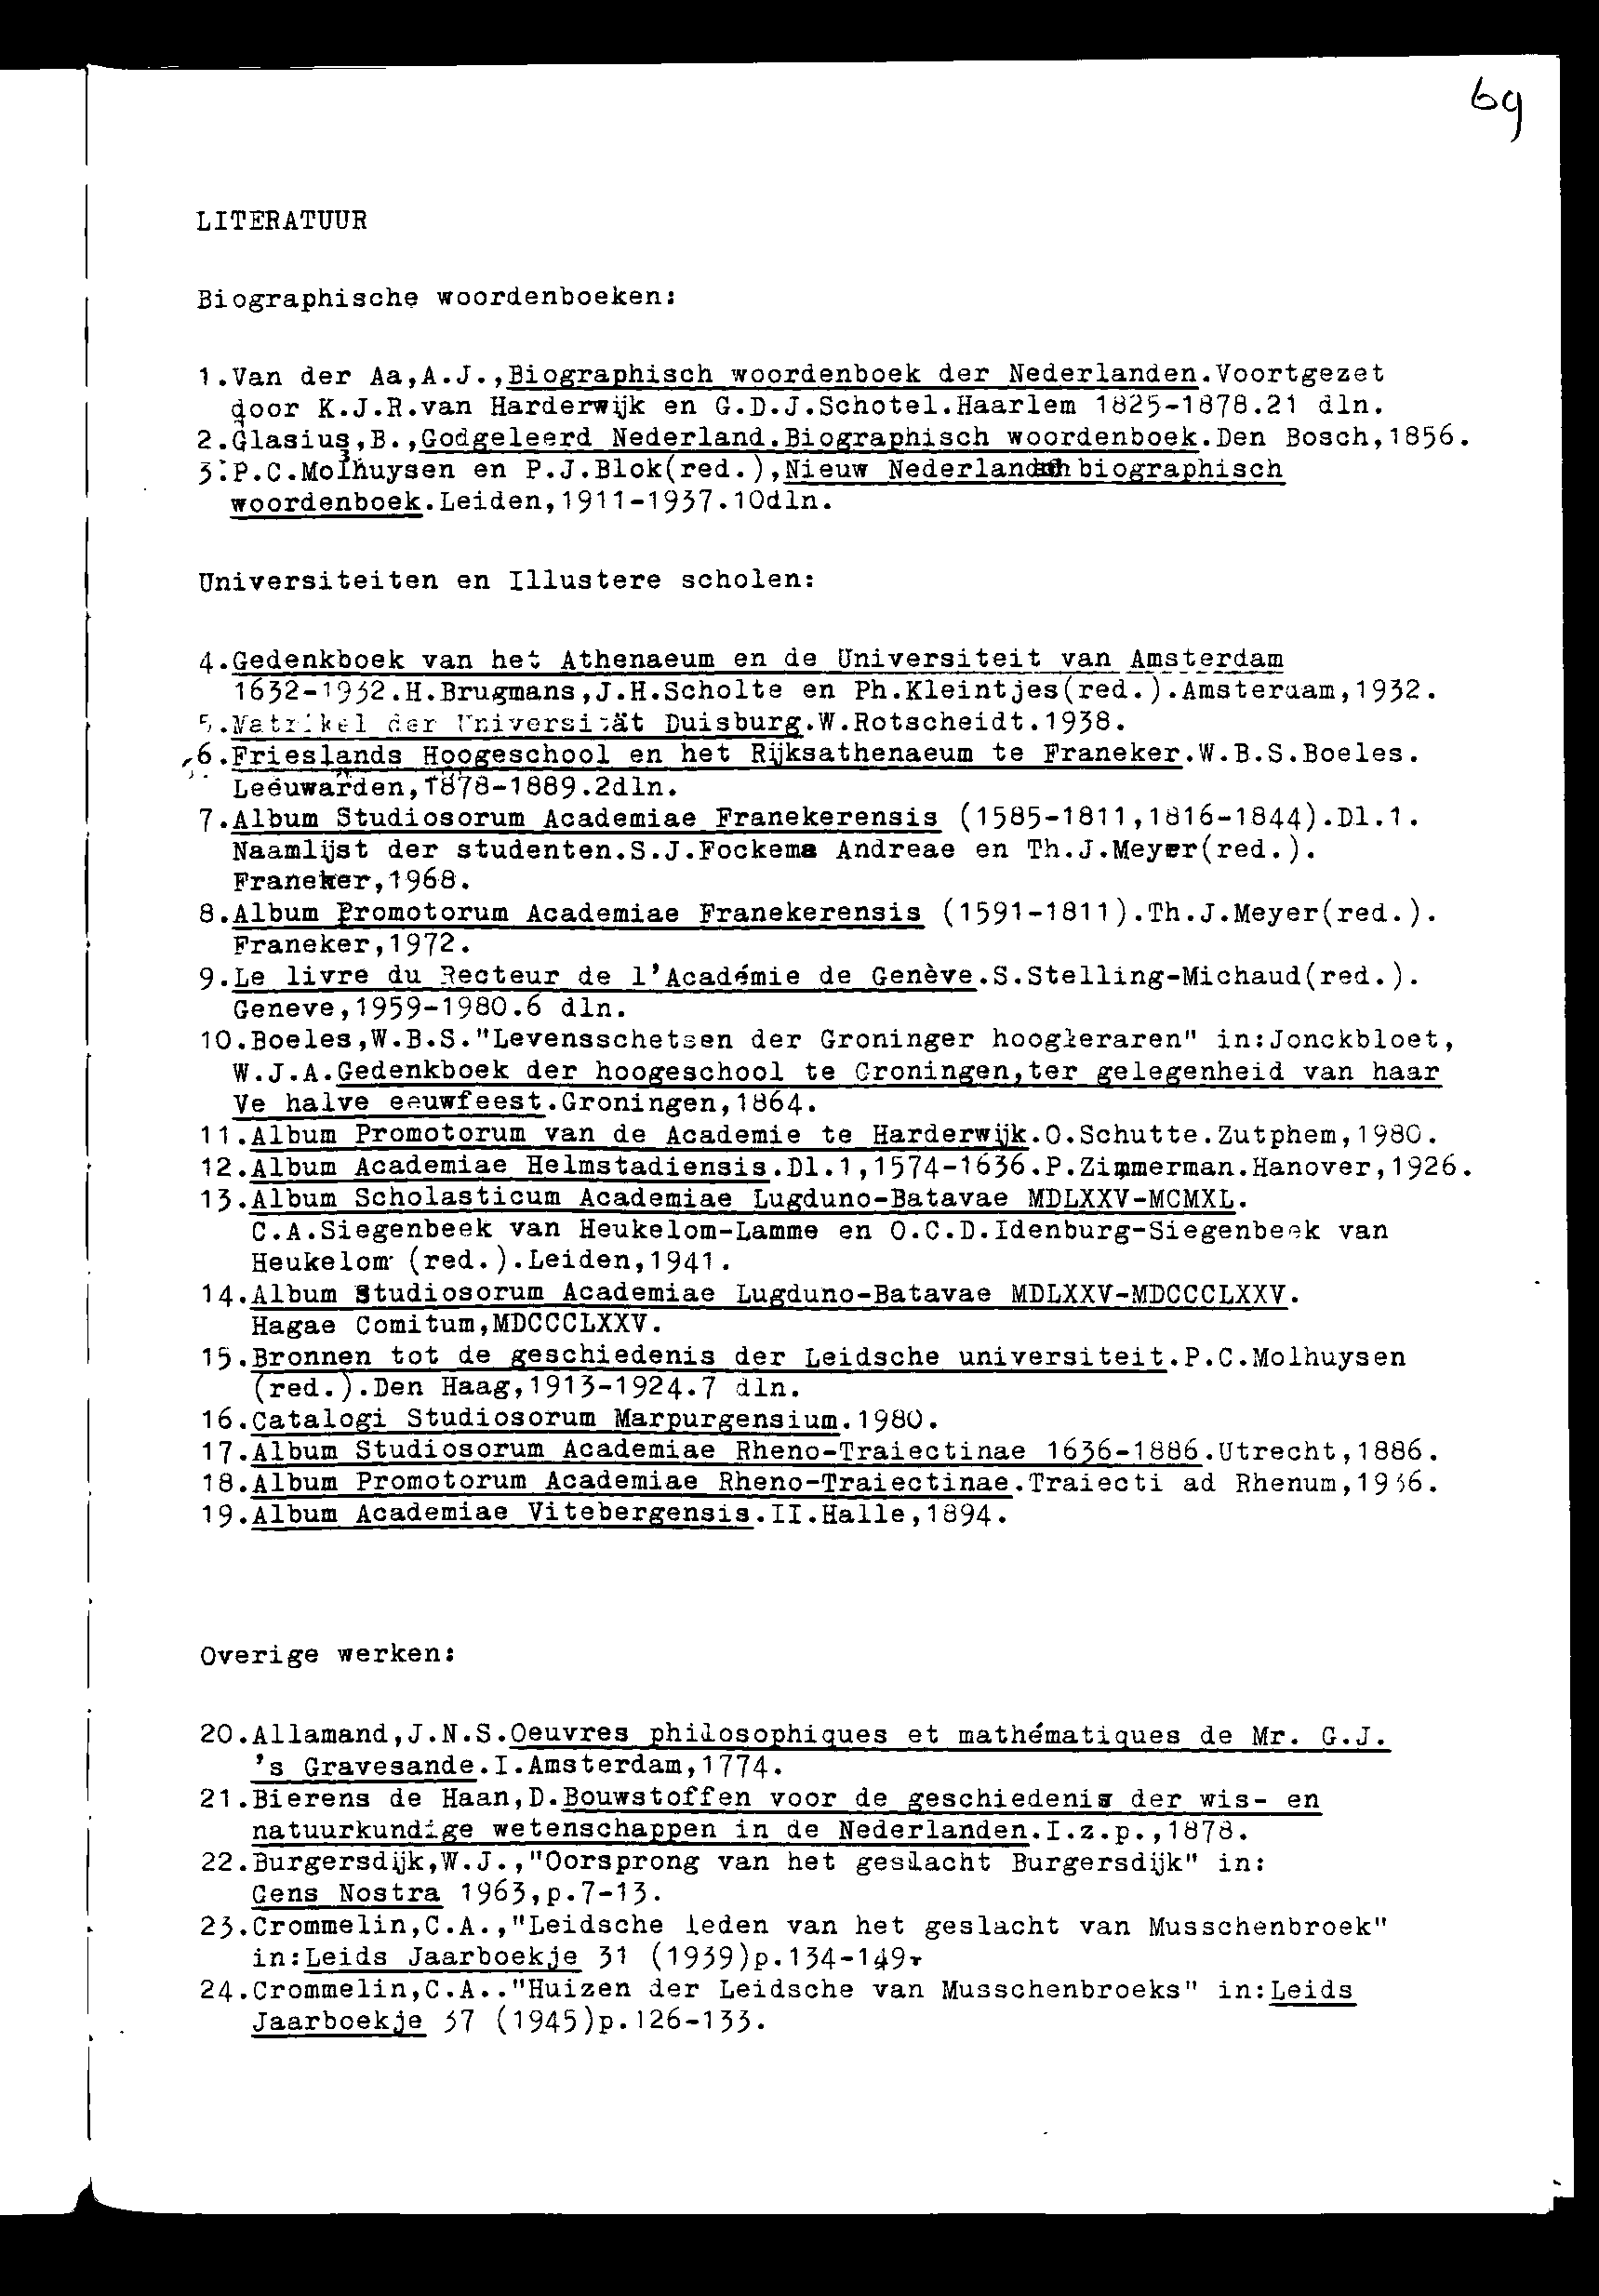 69
LITERATUUR
Biographische woordenboeken:
1.Van der Aa,A.J.,Biographisch woordenboek der Nederlanden.Voortgezet
door K.J.R.van Harderwijk en G.D.J.Schotel.Haarlem 1825-1878.21 dln.
2.Glasius,B.,Godgeleerd Nederland.Biographisch woordenboek.Den Bosch,1856.
3.P.C.Molhuysen en P.J.Blok(red.),Nieuw Nederlandsch biographisch
woordenboek.Leiden,1911-1937.10dln.
Universiteiten en Illustere scholen:
4.Gedenkboek van het Athenaeum en de Universiteit van Amsterdam
1632-1932.H.Brugmans,J.H.Scholte en Ph.Kleintjes(red.).Amsterdam,1932.
5.Matrikel der Universität Duisburg.W.Rotscheidt.1938.
6.Frieslands Hoogeschool en het Rijksathenaeum te Franeker.W.B.S.Boeles.
Leeuwarden,1878-1889.2dln.
7.Album Studiosorum Academiae Franekerensis (1585-1811,1816-1844).Dl.1.
Naamlijst der studenten.S.J.Fockema Andreae en Th.J.Meyer(red.).
Franeker,1968.
8.Album Promotorum Academiae Franekerensis (1591-1811).Th.J.Meyer(red.).
Franeker,1972.
9.Le livre du Recteur de l'Académie de Genève.S.Stelling-Michaud(red.).
Geneve,1959-1980.6 dln.
10.Boeles,W.B.S."Levensschetsen der Groninger hoogleraren" in:Jonckbloet,
W.J.A.Gedenkboek der hoogeschool te Groningen,ter gelegenheid van haar
Ve halve eeuwfeest.Groningen,1864.
11.Album Promotorum van de Academie te Harderwijk.O.Schutte.Zutphem,1980.
12.Album Academiae Helmstadiensis.Dl.1,1574-1636.P.Zimmerman.Hanover,1926.
13.Album Scholasticum Academiae Lugduno-Batavae MDLXXV-MCMXL.
C.A.Siegenbeek van Heukelom-Lamme en O.C.D.Idenburg-Siegenbeek van
Heukelom (red.).Leiden,1941.
14.Album Studiosorum Academiae Lugduno-Batavae MDLXXV-MDCCCLXXV.
Hagae Comitum,MDCCCLXXV.
15.Bronnen tot de geschiedenis der Leidsche universiteit.P.C.Molhuysen
(red.).Den Haag,1913-1924.7 dln.
16.Catalogi Studiosorum Marpurgensium.1980.
17.Album Studiosorum Academiae Rheno-Traiectinae 1636-1886.Utrecht,1886.
18.Album Promotorum Academiae Rheno-Traiectinae.Traiecti ad Rhenum,1936.
19.Album Academiae Vitebergensis.II.Halle,1894.
Overige werken:
20.Allamand,J.N.S.Oeuvres philosophiques et mathématiques de Mr. G.J.
's Gravesande.I.Amsterdam,1774.
21.Bierens de Haan,D.Bouwstoffen voor de geschiedenis der wis- en
natuurkundige wetenschappen in de Nederlanden.I.z.p.,1878.
22.Burgersdijk,W.J.,"Oorsprong van het geslacht Burgersdijk" in:
Gens Nostra 1963,p.7-13.
23.Crommelin,C.A.,"Leidsche leden van het geslacht van Musschenbroek"
in:Leids Jaarboekje 31 (1939)p.134-149.
24.Crommelin,C.A.."Huizen der Leidsche van Musschenbroeks" in:Leids
Jaarboekje 37 (1945)p.126-133.